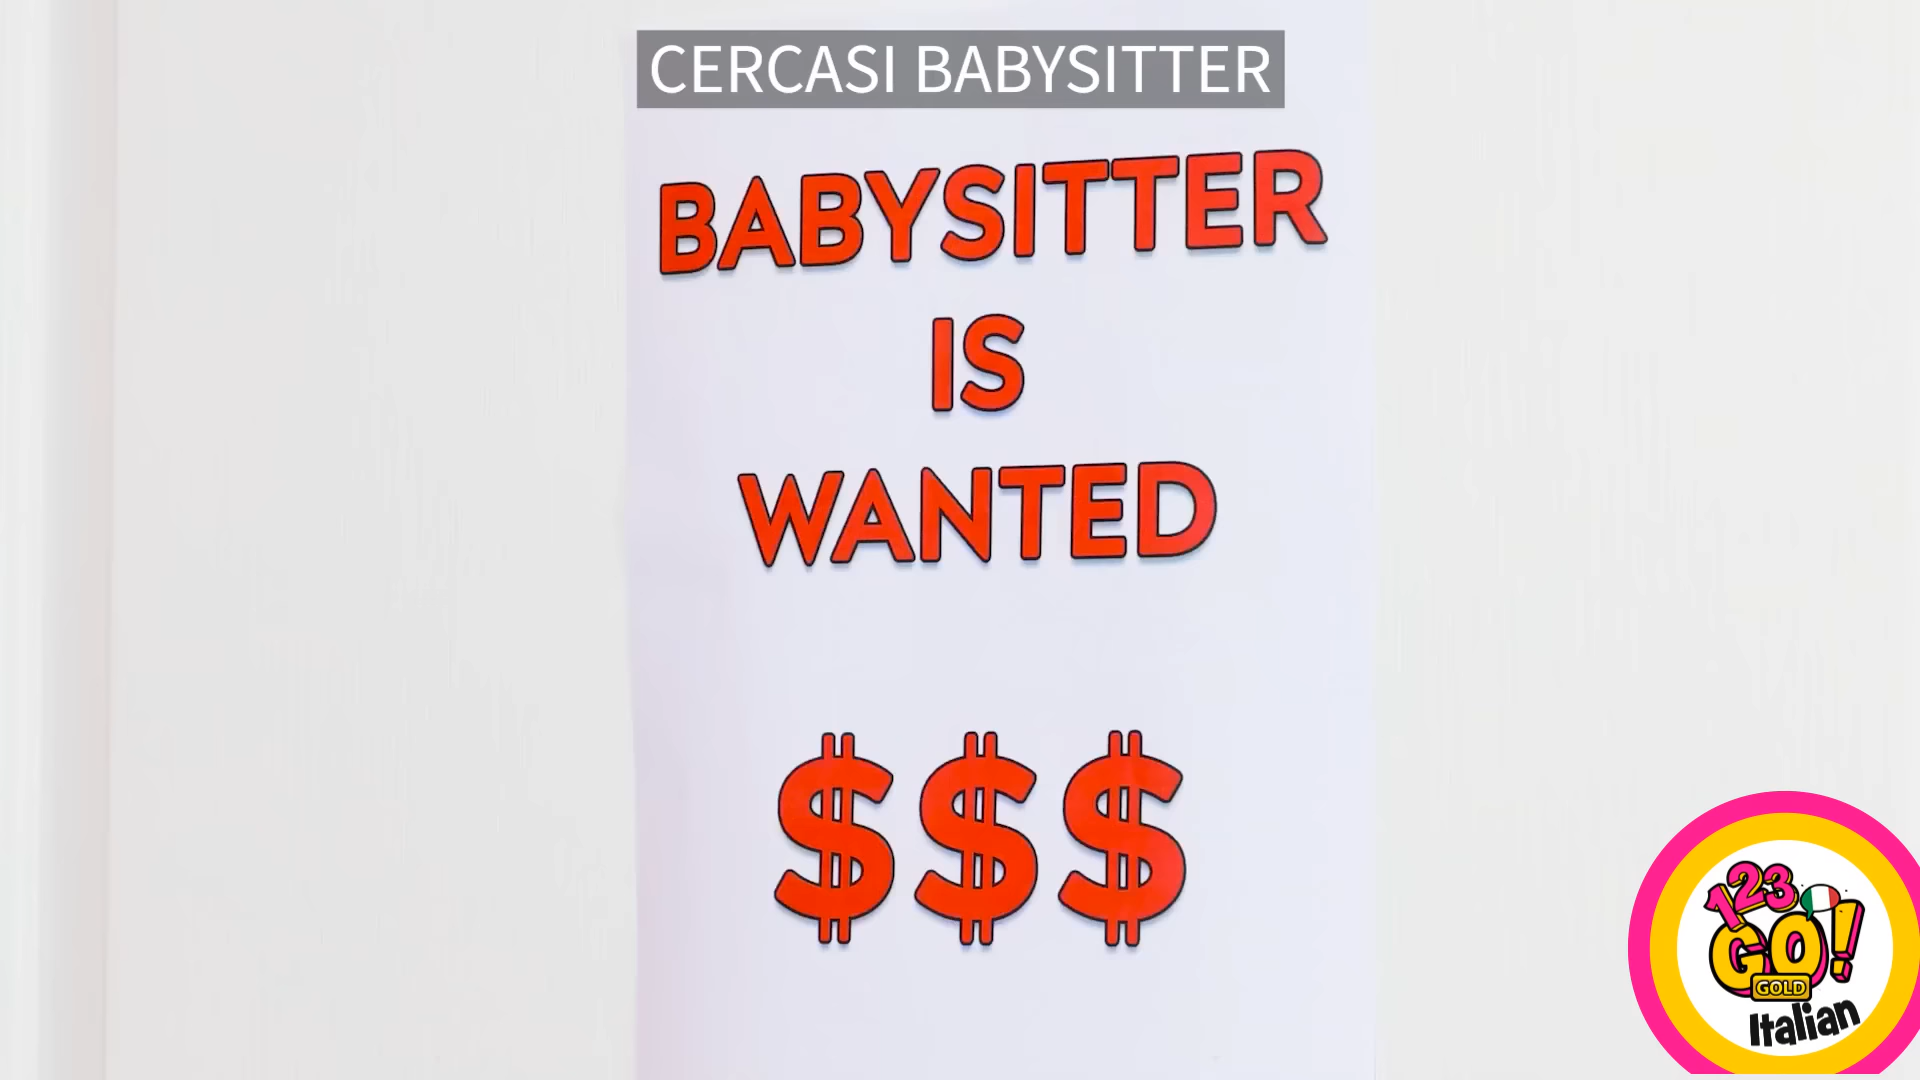 CERCASI BABYSITTER
BABYSITTER
IS
WANTED
$$$
123
GO!
GOLD
Italian